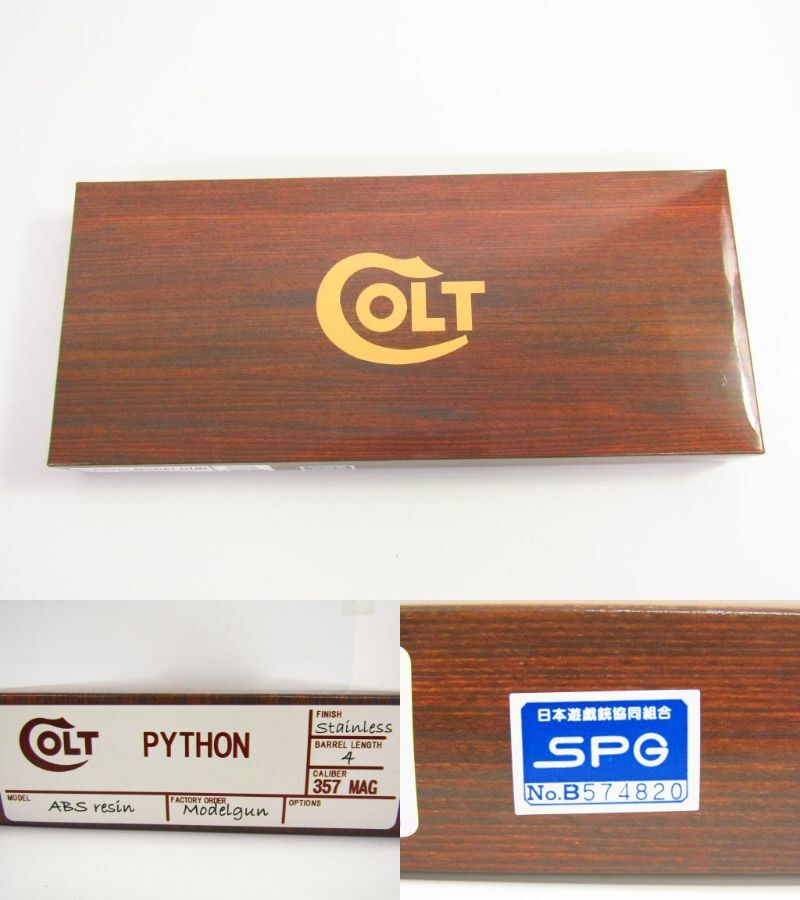 COLT
COLT PYTHON
FINISH
Stainless
BARREL LENGTH
4
CALIBER
357 MAG
MODEL
ABS resin
FACTORY ORDER
Modelgun
OPTIONS
日本遊戯銃協同組合
SPG
No.B574820